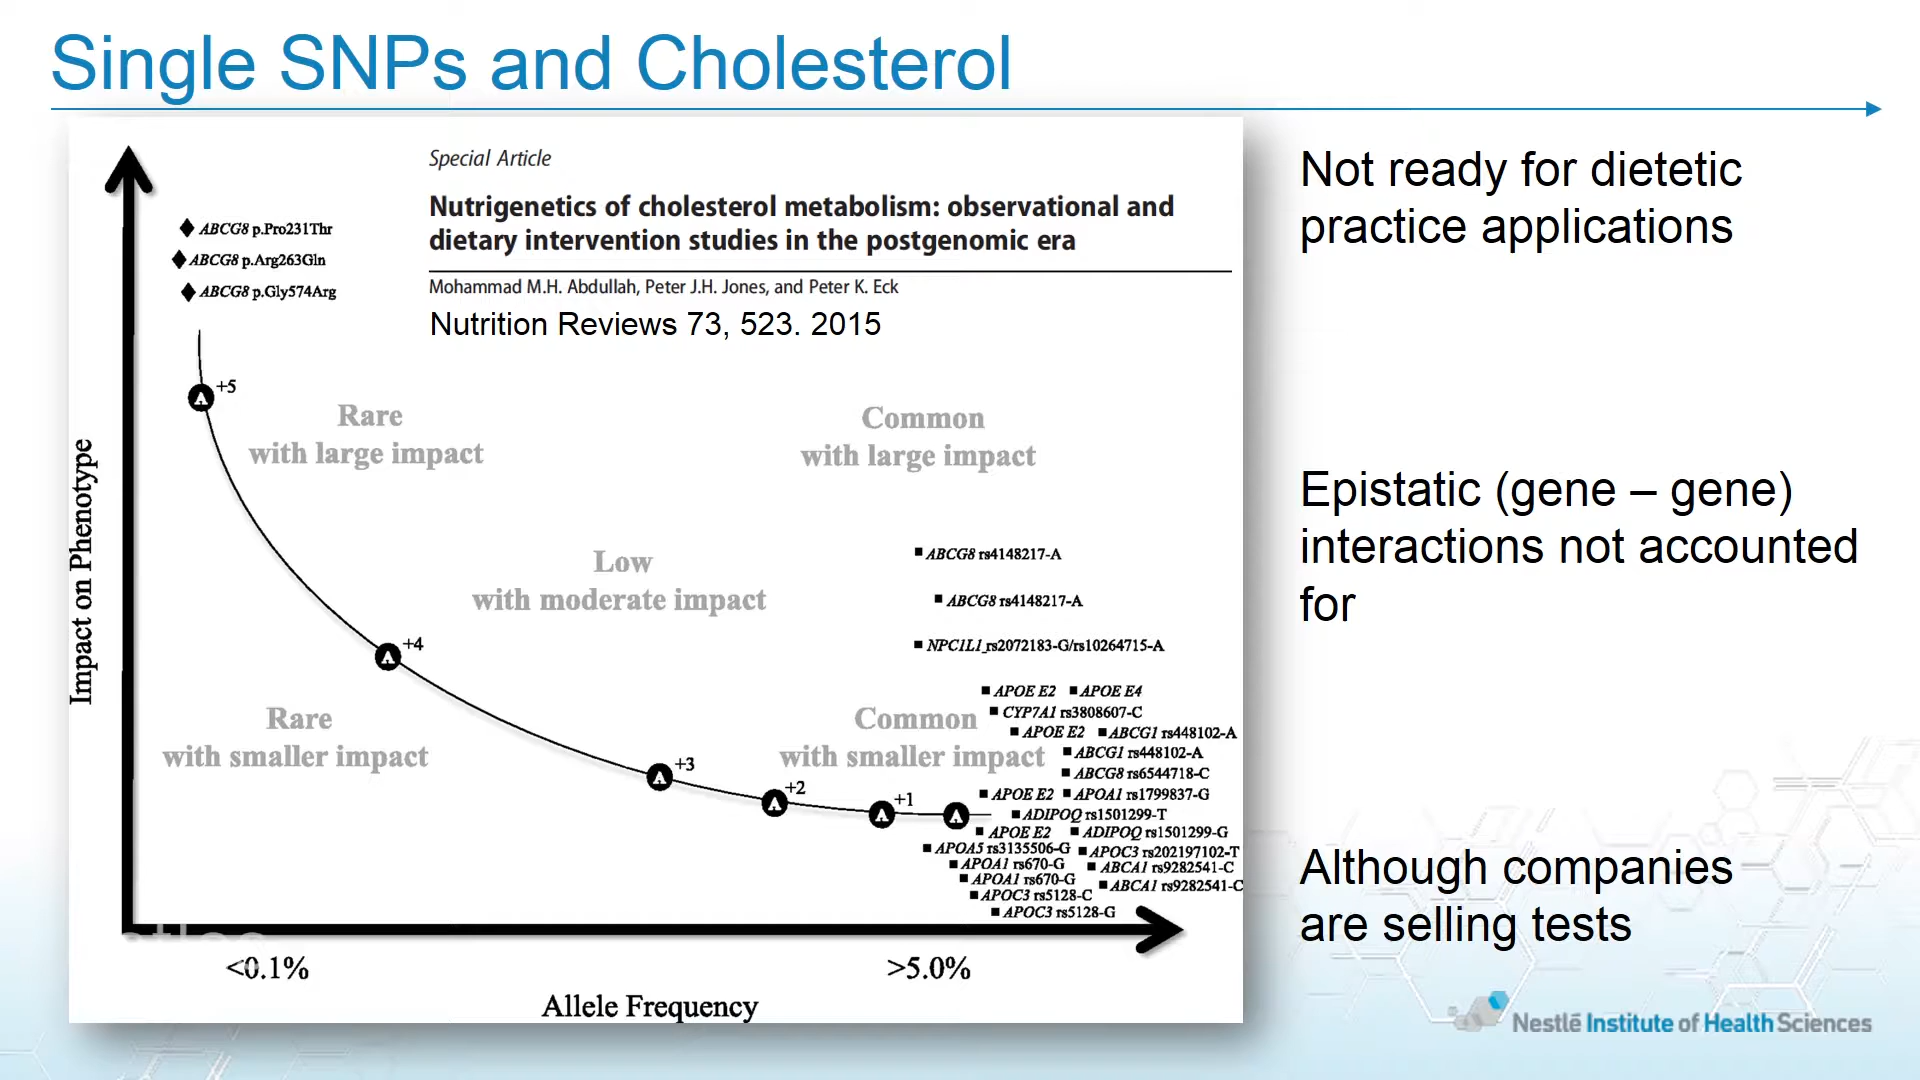 Single SNPs and Cholesterol
Special Article
Nutrigenetics of cholesterol metabolism: observational and
dietary intervention studies in the postgenomic era
Mohammad M.H. Abdullah, Peter J.H. Jones, and Peter K. Eck
Nutrition Reviews 73, 523. 2015
Impact on Phenotype
ABCG8 p.Pro231Thr
ABCG8 p.Arg263Gln
ABCG8 p.Gly574Arg
+5
Rare
with large impact
Common
with large impact
Low
with moderate impact
ABCG8 rs4148217-A
ABCG8 rs4148217-A
NPC1L1_rs2072183-G/rs10264715-A
+4
Rare
with smaller impact
Common
with smaller impact
APOE E2 APOE E4
CYP7A1 rs3808607-C
APOE E2 ABCG1 rs448102-A
ABCG1 rs448102-A
ABCG8 rs6544718-C
+3
+2
+1
APOE E2 APOA1 rs1799837-G
ADIPOQ rs1501299-T
APOE E2 ADIPOQ rs1501299-G
APOA5 rs3135506-G APOC3 rs202197102-T
APOA1 rs670-G ABCA1 rs9282541-C
APOA1 rs670-G ABCA1 rs9282541-C
APOC3 rs5128-C
APOC3 rs5128-G
<0.1%
>5.0%
Allele Frequency
Not ready for dietetic
practice applications
Epistatic (gene – gene)
interactions not accounted
for
Although companies
are selling tests
Nestlé Institute of Health Sciences